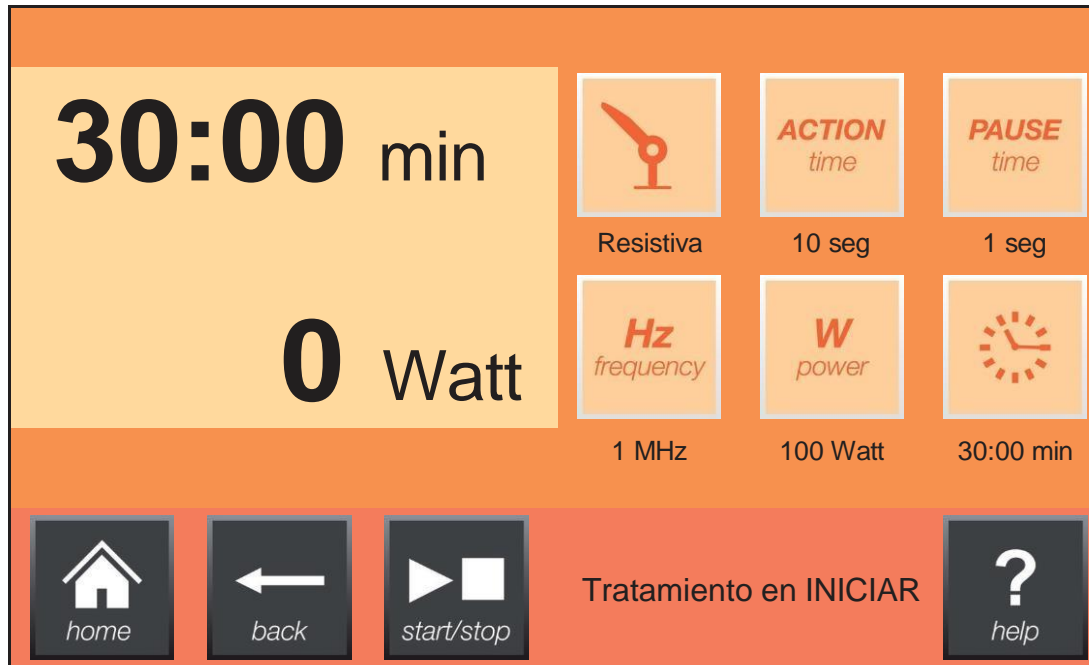 30:00 min
0 Watt
ACTION
time
PAUSE
time
Resistiva
10 seg
1 seg
Hz
frequency
W
power
1 MHz
100 Watt
30:00 min
home
back
start/stop
Tratamiento en INICIAR
?
help